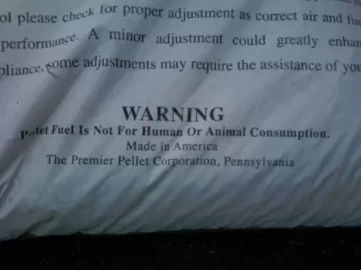 ol please check for proper adjustment as correct air and
performance. A minor adjustment could greatly enhan
pliance, some adjustments may require the assistance of you
WARNING
Pellet Fuel Is Not For Human Or Animal Consumption.
Made in America
The Premier Pellet Corporation, Pennsylvania